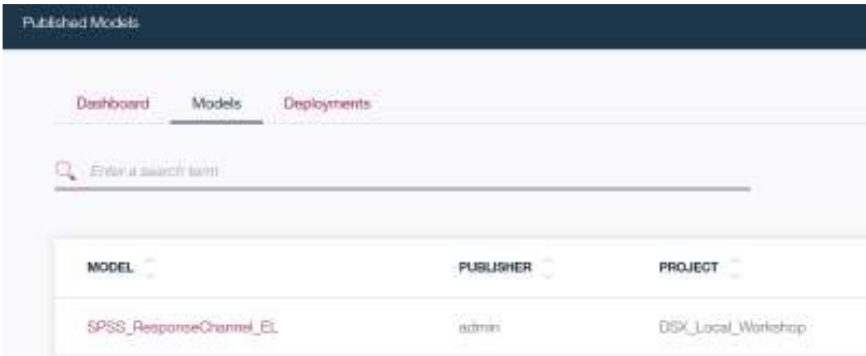 Published Models
Dashboard Models Deployments
Enter a search term
MODEL PUBLISHER PROJECT
SPSS_ResponseChannel_EL admin DSX_Local_Workshop